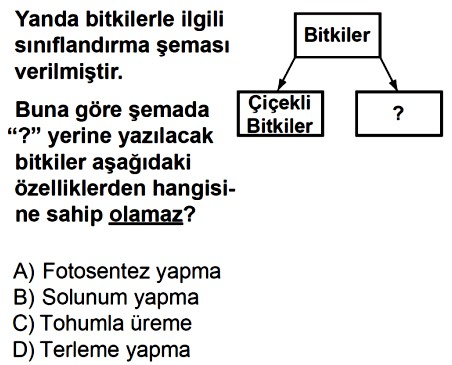 Yanda bitkilerle ilgili
sınıflandırma şeması
verilmiştir.
Buna göre şemada
“?” yerine yazılacak
bitkiler aşağıdaki
özelliklerden hangisi-
ne sahip olamaz?
Bitkiler
Çiçekli
Bitkiler
?
A) Fotosentez yapma
B) Solunum yapma
C) Tohumla üreme
D) Terleme yapma